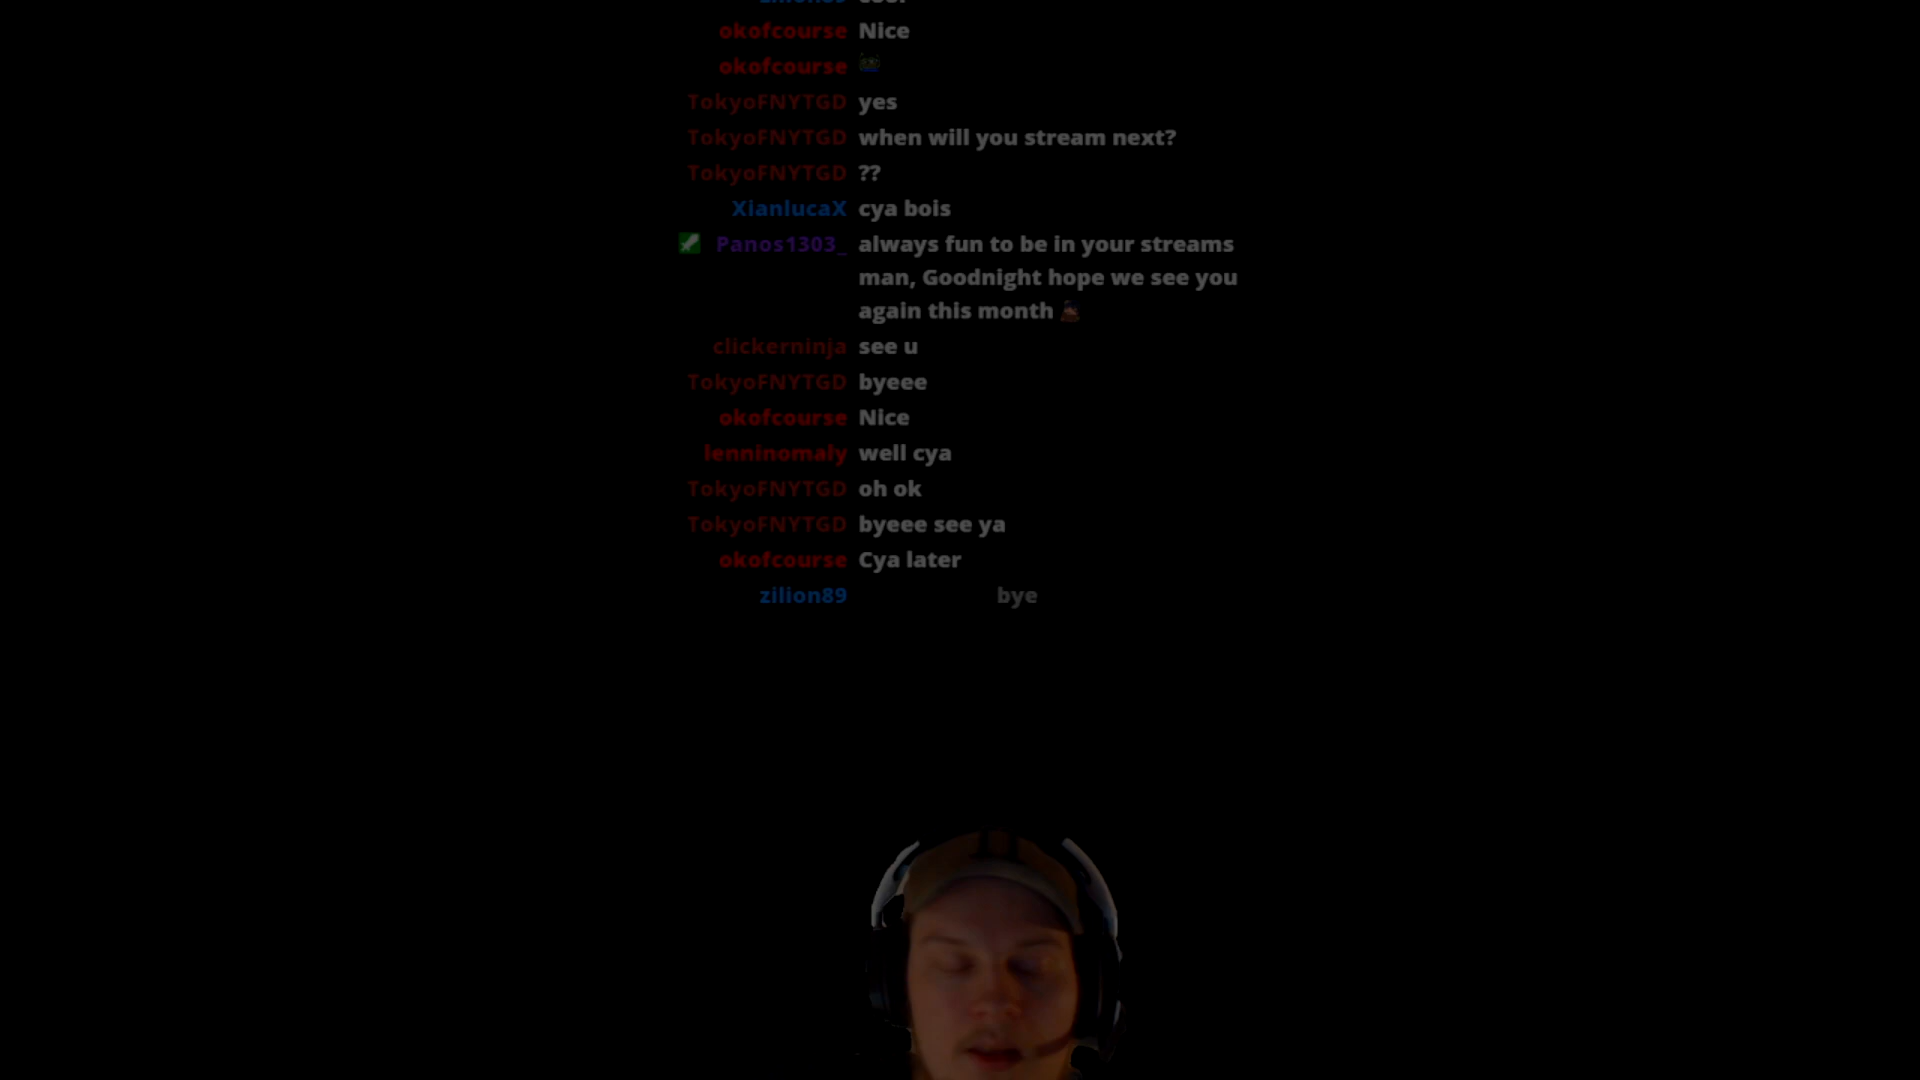 okofcourse Nice
okofcourse
TokyoFNYTGD yes
TokyoFNYTGD when will you stream next?
TokyoFNYTGD ??
XianlucaX cya bois
Panos1303_ always fun to be in your streams
man, Goodnight hope we see you
again this month
clickerninja see u
TokyoFNYTGD byeee
okofcourse Nice
lenninomaly well cya
TokyoFNYTGD oh ok
TokyoFNYTGD byeee see ya
okofcourse Cya later
zilion89 bye